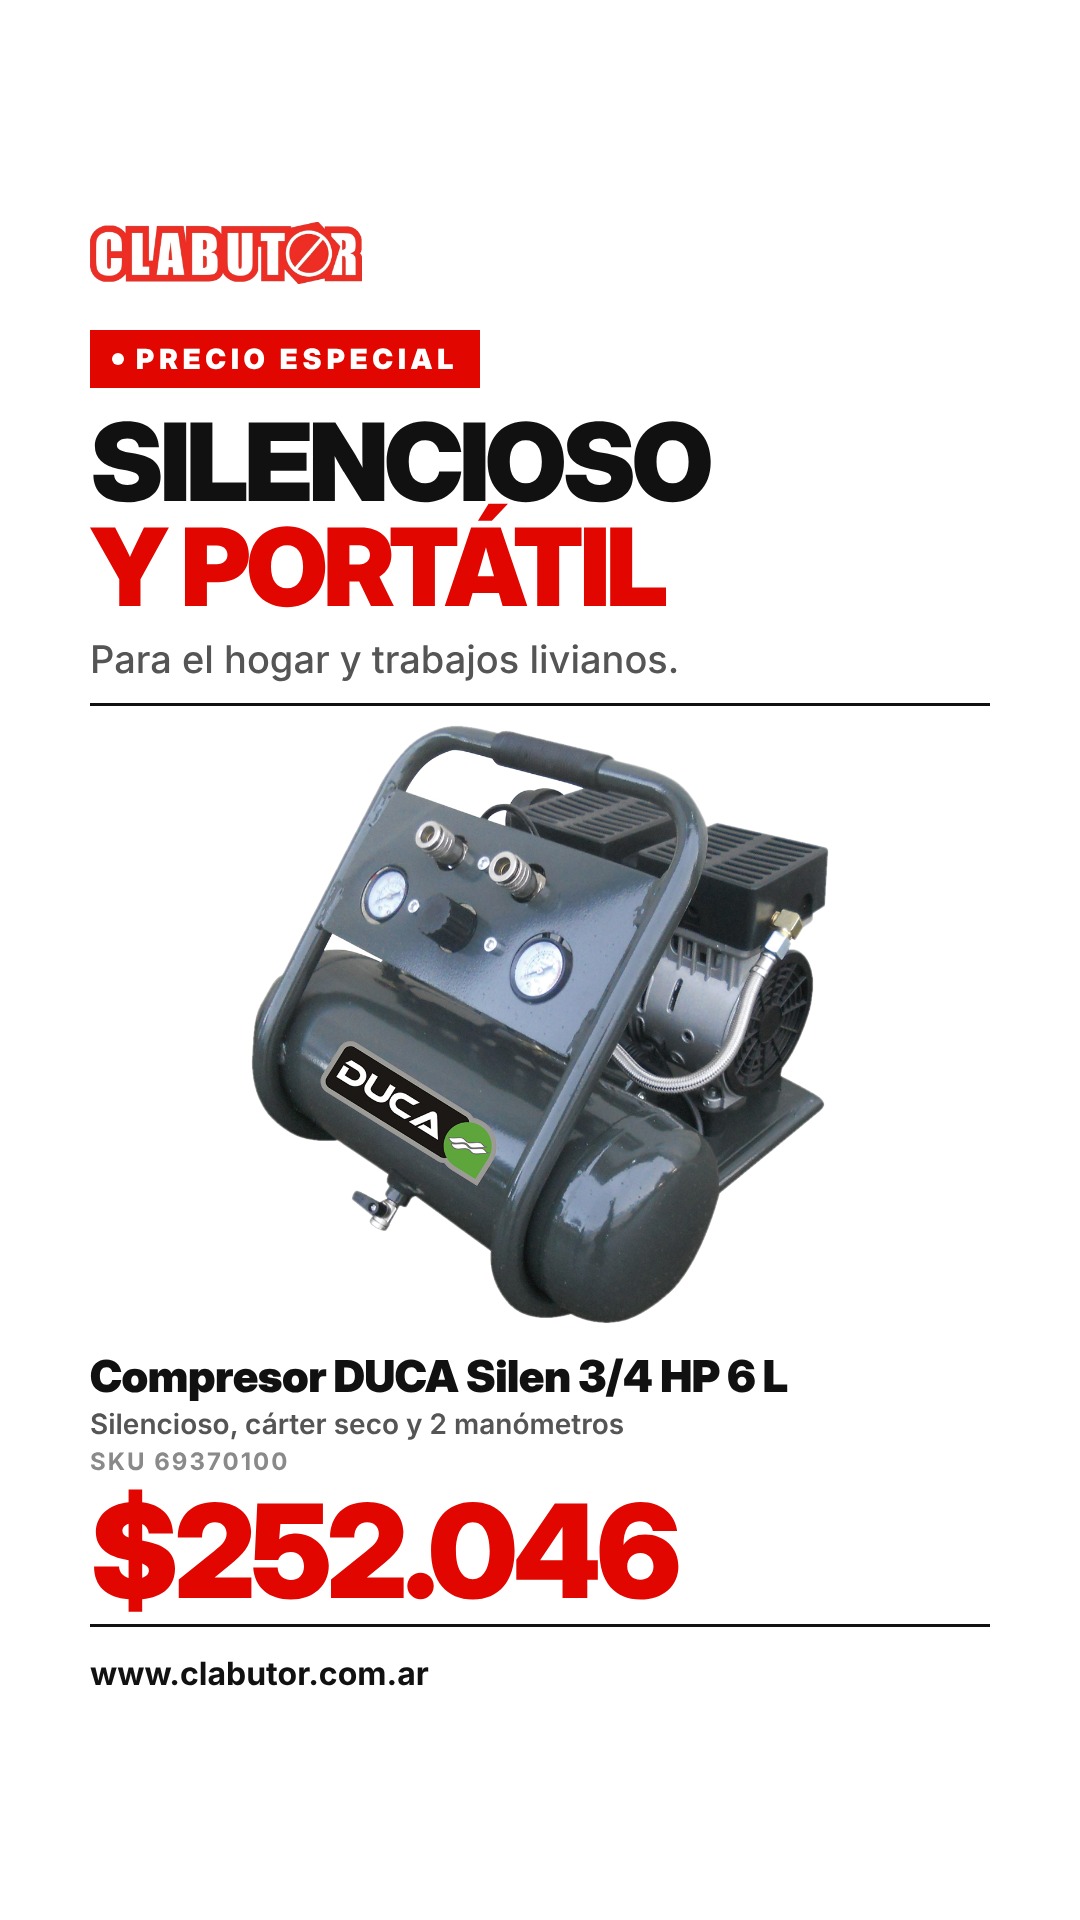 CLABUTOR
• PRECIO ESPECIAL
SILENCIOSO
Y PORTÁTIL
Para el hogar y trabajos livianos.
DUCA
Compresor DUCA Silen 3/4 HP 6 L
Silencioso, cárter seco y 2 manómetros
SKU 69370100
$252.046
www.clabutor.com.ar